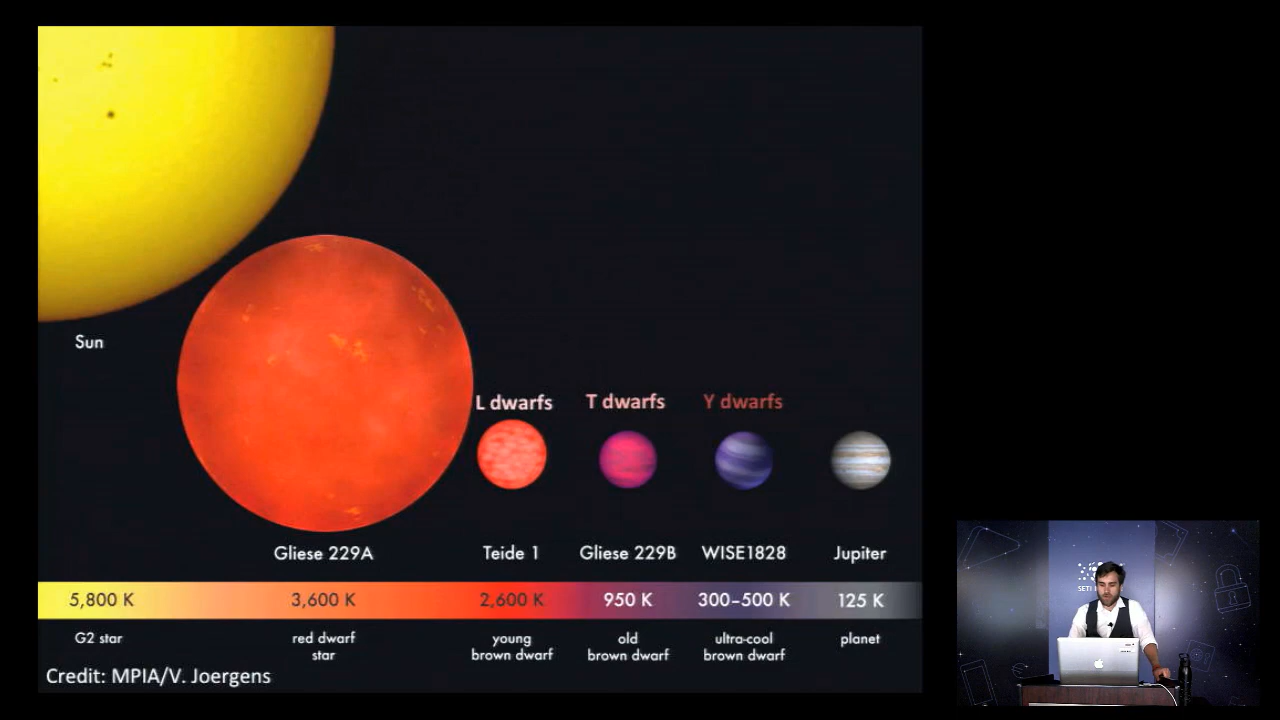 Sun
L dwarfs T dwarfs Y dwarfs
Gliese 229A Teide 1 Gliese 229B WISE1828 Jupiter
5,800 K 3,600 K 2,600 K 950 K 300–500 K 125 K
G2 star red dwarf young old ultra-cool planet
star brown dwarf brown dwarf brown dwarf
Credit: MPIA/V. Joergens
SETI